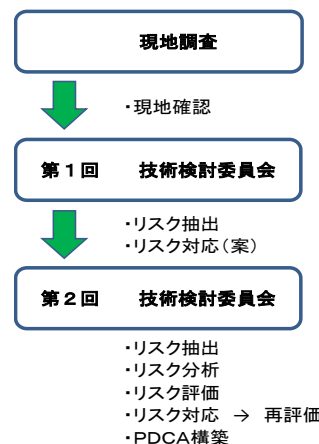 現地調査
・現地確認
第１回　技術検討委員会
・リスク抽出
・リスク対応（案）
第２回　技術検討委員会
・リスク抽出
・リスク分析
・リスク評価
・リスク対応 → 再評価
・PDCA構築